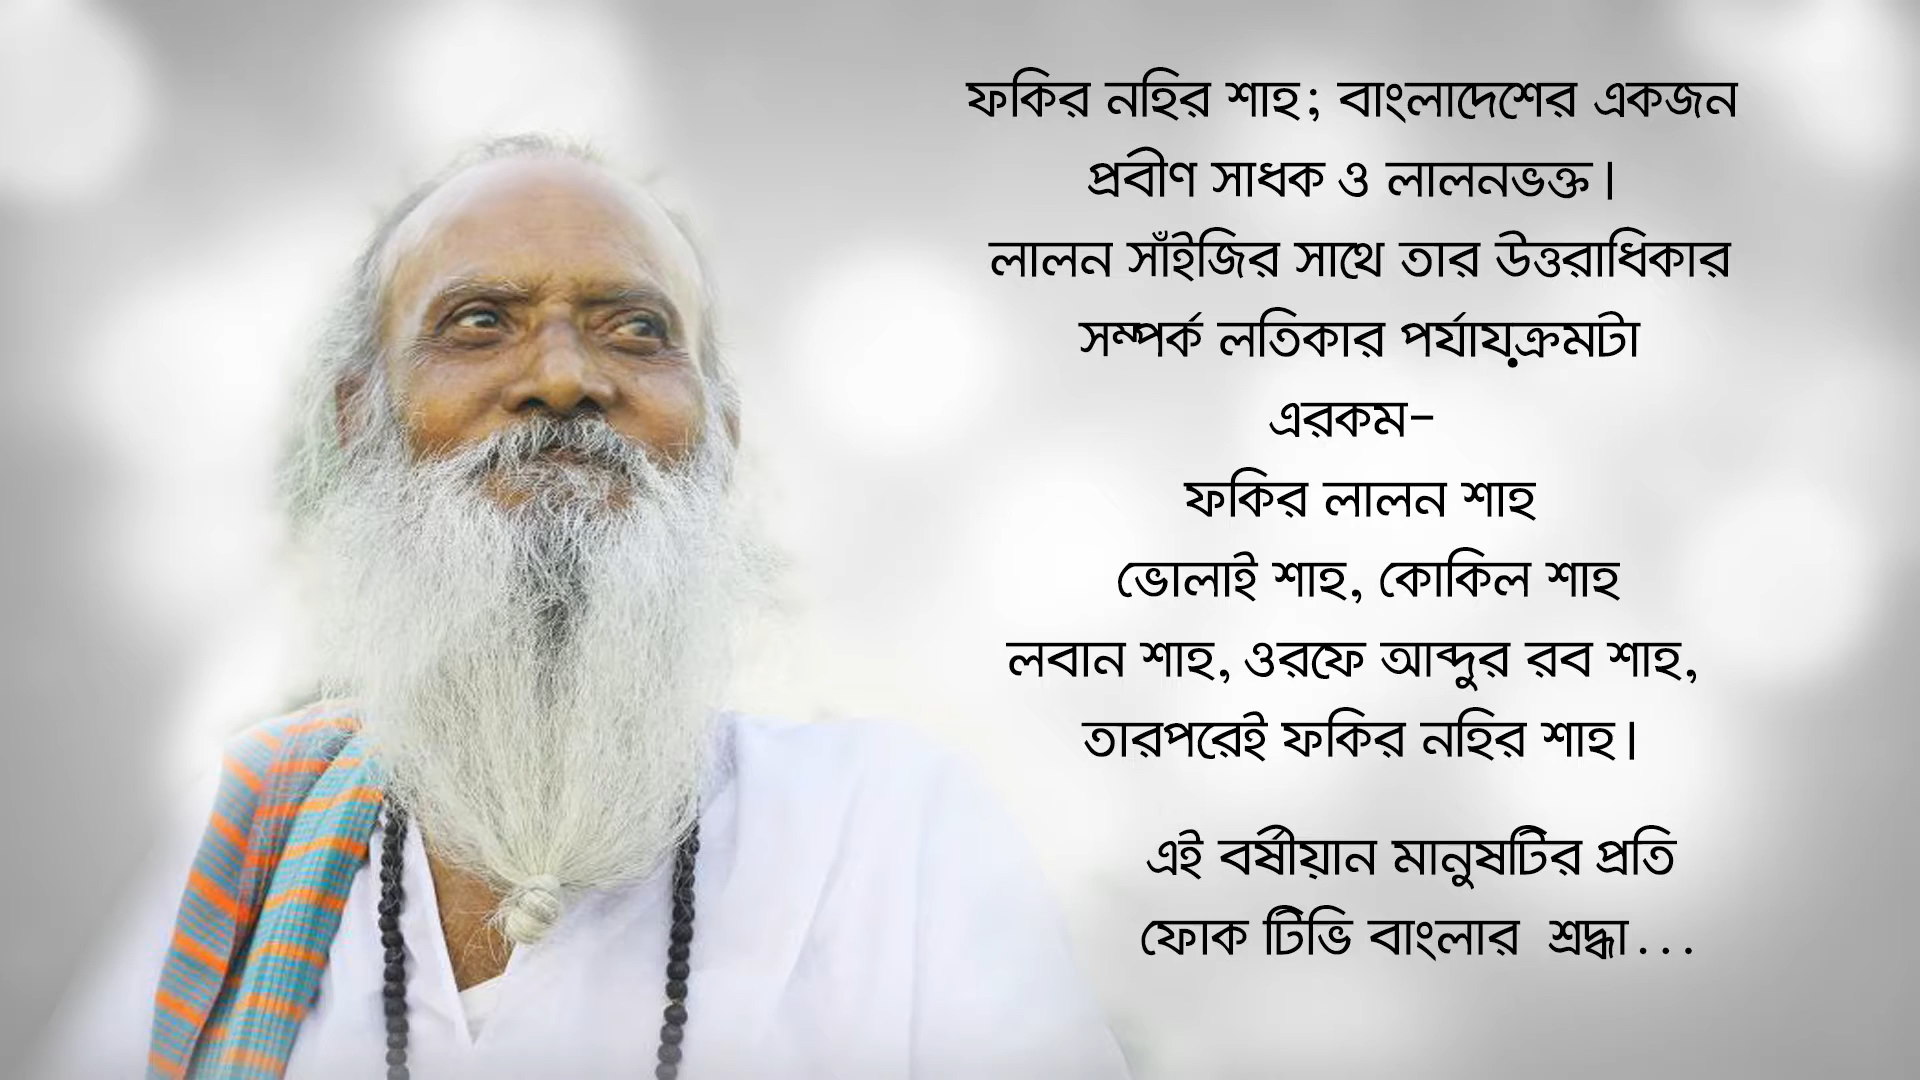 ফকির নহির শাহ; বাংলাদেশের একজন
প্রবীণ সাধক ও লালনভক্ত।
লালন সাঁইজির সাথে তার উত্তরাধিকার
সম্পর্ক লতিকার পর্যায়ক্রমটা
এরকম-
ফকির লালন শাহ
ভোলাই শাহ, কোকিল শাহ
লবান শাহ, ওরফে আব্দুর রব শাহ,
তারপরেই ফকির নহির শাহ।
এই বর্ষীয়ান মানুষটির প্রতি
ফোক টিভি বাংলার শ্রদ্ধা...